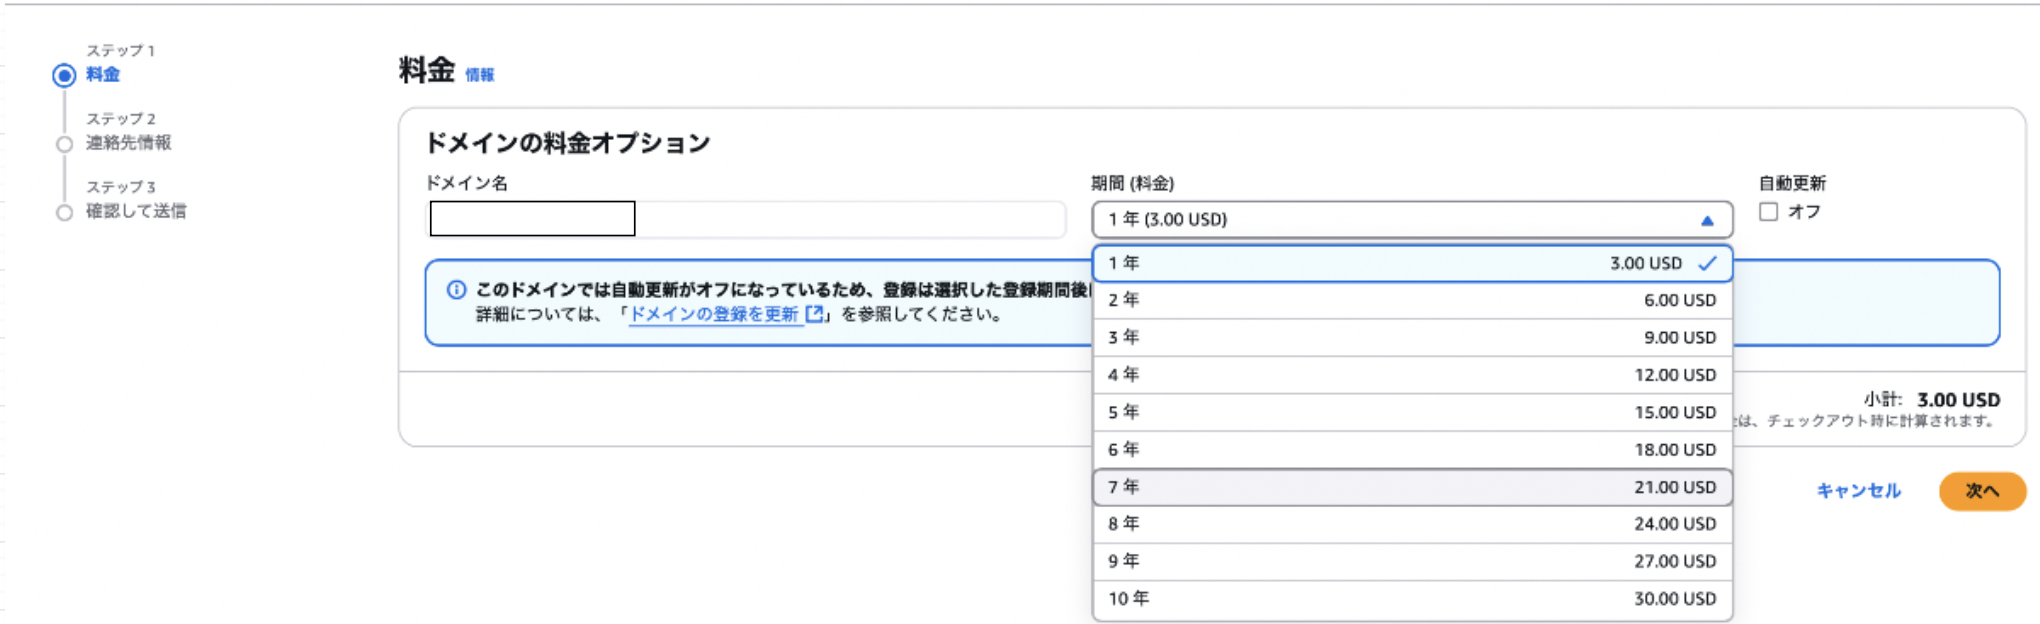 ステップ 1
料金
ステップ 2
連絡先情報
ステップ 3
確認して送信
料金 情報
ドメインの料金オプション
ドメイン名
期間 (料金)
1 年 (3.00 USD)
自動更新
オフ
1 年 3.00 USD
2 年 6.00 USD
3 年 9.00 USD
4 年 12.00 USD
5 年 15.00 USD
6 年 18.00 USD
7 年 21.00 USD
8 年 24.00 USD
9 年 27.00 USD
10 年 30.00 USD
このドメインでは自動更新がオフになっているため、登録は選択した登録期間後
詳細については、「ドメインの登録を更新」を参照してください。
小計: 3.00 USD
は、チェックアウト時に計算されます。
キャンセル
次へ